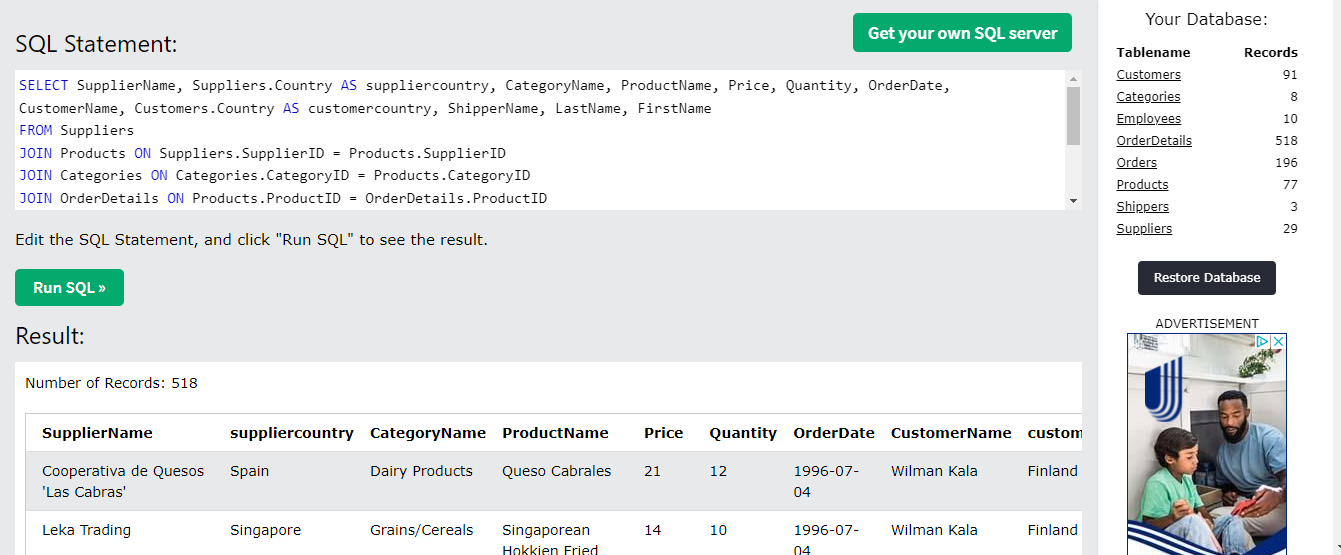 Get your own SQL server
SQL Statement:
SELECT SupplierName, Suppliers.Country AS suppliercountry, CategoryName, ProductName, Price, Quantity, OrderDate,
CustomerName, Customers.Country AS customercountry, ShipperName, LastName, FirstName
FROM Suppliers
JOIN Products ON Suppliers.SupplierID = Products.SupplierID
JOIN Categories ON Categories.CategoryID = Products.CategoryID
JOIN OrderDetails ON Products.ProductID = OrderDetails.ProductID
Edit the SQL Statement, and click "Run SQL" to see the result.
Run SQL »
Result:
Number of Records: 518
SupplierName suppliercountry CategoryName ProductName Price Quantity OrderDate CustomerName custom
Cooperativa de Quesos Spain Dairy Products Queso Cabrales 21 12 1996-07- Wilman Kala Finland
'Las Cabras' 04
Leka Trading Singapore Grains/Cereals Singaporean 14 10 1996-07- Wilman Kala Finland
Hokkien Fried 04
Your Database:
Tablename Records
Customers 91
Categories 8
Employees 10
OrderDetails 518
Orders 196
Products 77
Shippers 3
Suppliers 29
Restore Database
ADVERTISEMENT